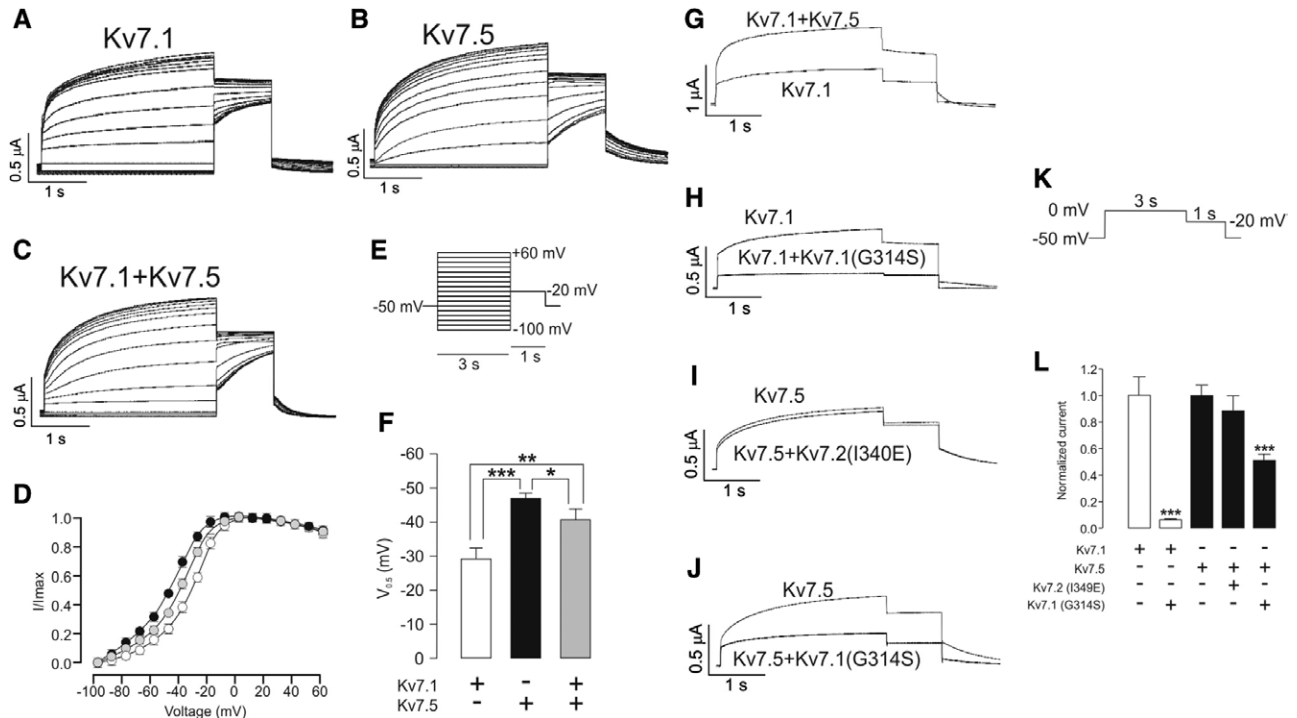 A
Kv7.1
0.5 µA
1 s
B
Kv7.5
0.5 µA
1 s
C
Kv7.1+Kv7.5
0.5 µA
1 s
D
I/Imax
1.0
0.8
0.6
0.4
0.2
0.0
-100 -80 -60 -40 -20 0 20 40 60
Voltage (mV)
E
+60 mV
-50 mV
-20 mV
-100 mV
3 s
1 s
F
V0.5 (mV)
-60
-50
-40
-30
-20
-10
0
**
*** *
Kv7.1 + - +
Kv7.5 - + +
G
Kv7.1+Kv7.5
Kv7.1
1 µA
1 s
H
Kv7.1
Kv7.1+Kv7.1(G314S)
0.5 µA
1 s
I
Kv7.5
Kv7.5+Kv7.2(I340E)
0.5 µA
1 s
J
Kv7.5
Kv7.5+Kv7.1(G314S)
0.5 µA
1 s
K
0 mV
3 s
1 s
-20 mV
-50 mV
L
Normalized current
1.2
1.0
0.8
0.6
0.4
0.2
0.0
***
***
Kv7.1 + + - - -
Kv7.5 - - + + +
Kv7.2 (I349E) - - - + -
Kv7.1 (G314S) - + - - +